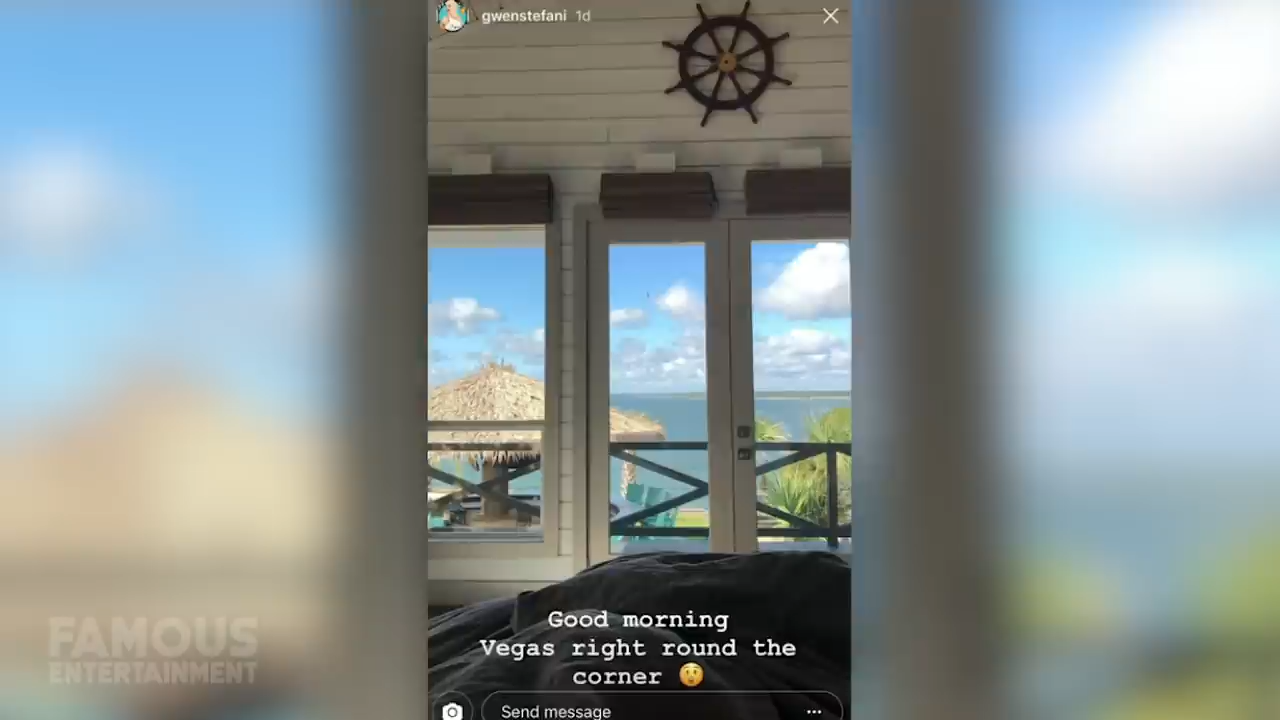 gwenstefani 1d
Good morning
Vegas right round the
corner 😲
Send message
FAMOUS
ENTERTAINMENT